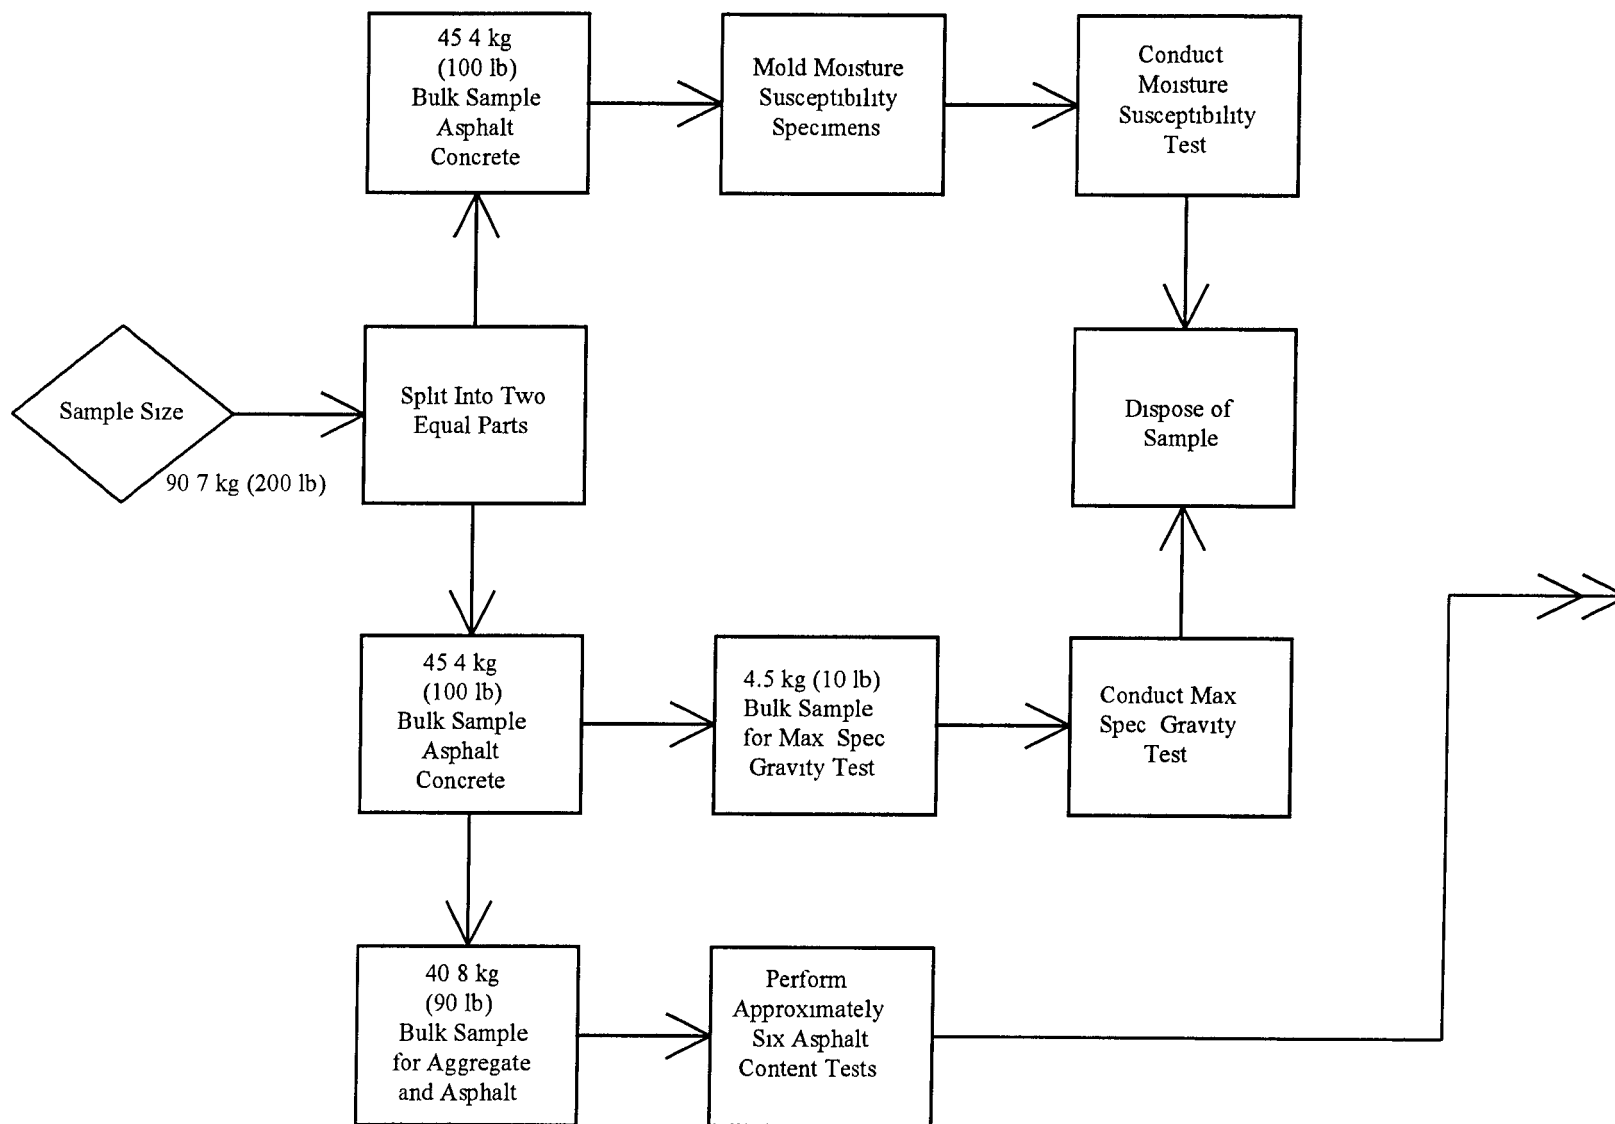 45 4 kg
(100 lb)
Bulk Sample
Asphalt
Concrete
Mold Moisture
Susceptibility
Specimens
Conduct
Moisture
Susceptibility
Test
Sample Size
90 7 kg (200 lb)
Split Into Two
Equal Parts
Dispose of
Sample
45 4 kg
(100 lb)
Bulk Sample
Asphalt
Concrete
4.5 kg (10 lb)
Bulk Sample
for Max Spec
Gravity Test
Conduct Max
Spec Gravity
Test
40 8 kg
(90 lb)
Bulk Sample
for Aggregate
and Asphalt
Perform
Approximately
Six Asphalt
Content Tests